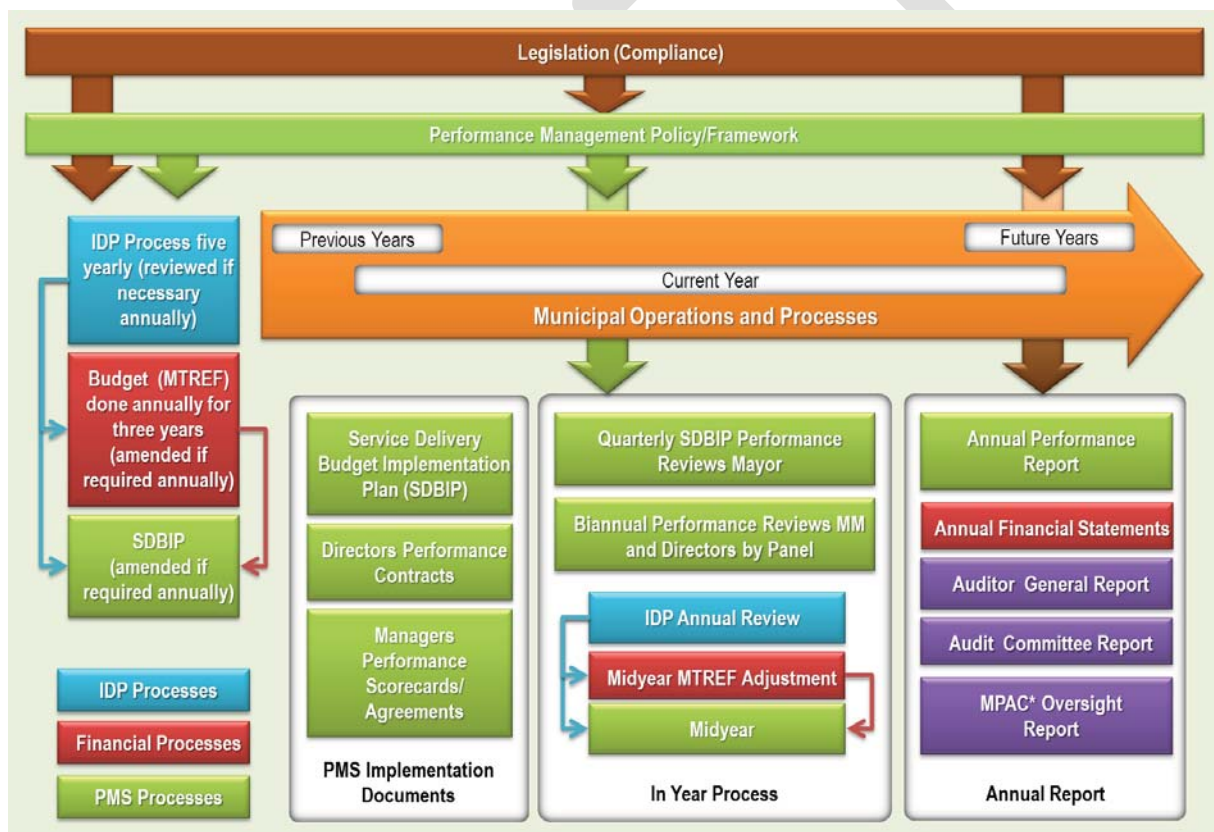 Legislation (Compliance)
Performance Management Policy/Framework
IDP Process five
yearly (reviewed if
necessary
annually)
Budget (MTREF)
done annually for
three years
(amended if
required annually)
SDBIP
(amended if
required annually)
IDP Processes
Financial Processes
PMS Processes
Previous Years
Future Years
Current Year
Municipal Operations and Processes
Service Delivery
Budget Implementation
Plan (SDBIP)
Directors Performance
Contracts
Managers
Performance
Scorecards/
Agreements
PMS Implementation
Documents
Quarterly SDBIP Performance
Reviews Mayor
Biannual Performance Reviews MM
and Directors by Panel
IDP Annual Review
Midyear MTREF Adjustment
Midyear
In Year Process
Annual Performance
Report
Annual Financial Statements
Auditor General Report
Audit Committee Report
MPAC* Oversight
Report
Annual Report